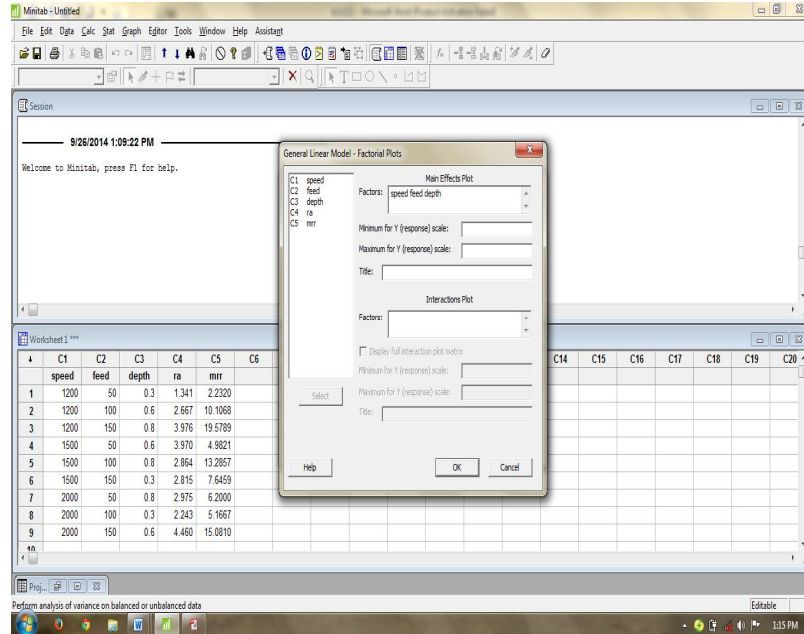 Minitab - Untitled
File Edit Data Calc Stat Graph Editor Tools Window Help Assistant
Session
9/26/2014 1:09:22 PM
Welcome to Minitab, press F1 for help.
General Linear Model - Factorial Plots
C1 speed
C2 feed
C3 depth
C4 ra
C5 mrr
Main Effects Plot
Factors: speed feed depth
Minimum for Y (response) scale:
Maximum for Y (response) scale:
Title:
Interactions Plot
Factors:
Display full interaction plot matrix
Minimum for Y (response) scale:
Maximum for Y (response) scale:
Title:
Select
Help OK Cancel
Worksheet 1 ***
C1 C2 C3 C4 C5 C6 C14 C15 C16 C17 C18 C19 C20
speed feed depth ra mrr
1 1200 50 0.3 1.341 2.2320
2 1200 100 0.6 2.667 10.1068
3 1200 150 0.8 3.976 19.5789
4 1500 50 0.6 3.970 4.9821
5 1500 100 0.8 2.864 13.2857
6 1500 150 0.3 2.815 7.6459
7 2000 50 0.8 2.975 6.2000
8 2000 100 0.3 2.243 5.1667
9 2000 150 0.6 4.460 15.0810
10
Proj...
Perform analysis of variance on balanced or unbalanced data Editable
1:15 PM